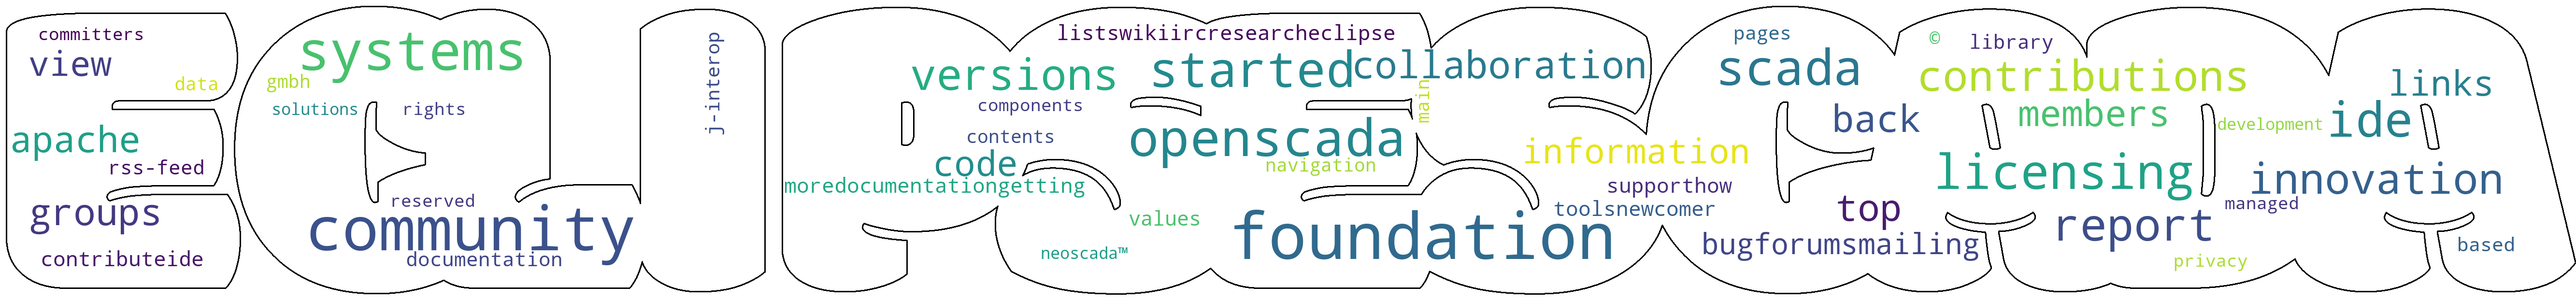 committers
view
data
apache
rss-feed
groups
contributeide
systems
gmbh
solutions
rights
reserved
community
documentation
j-interop
listswikiircresearcheclipse
versions
started
collaboration
components
main
contents
openscada
code
navigation
moredocumentationgetting
values
neoscada™
foundation
information
supporthow
toolsnewcomer
pages
scada
back
top
bugforumsmailing
©
library
contributions
members
development
licensing
report
managed
privacy
links
ide
innovation
based